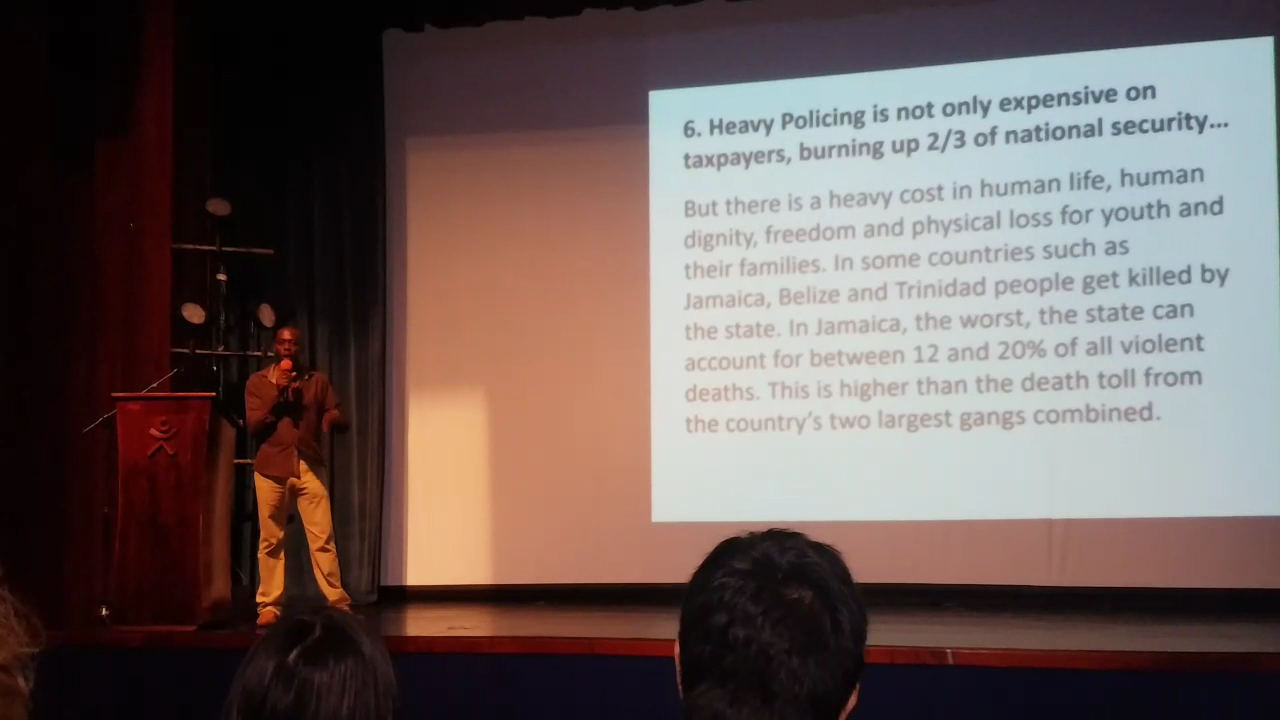 6. Heavy Policing is not only expensive on
taxpayers, burning up 2/3 of national security...
But there is a heavy cost in human life, human
dignity, freedom and physical loss for youth and
their families. In some countries such as
Jamaica, Belize and Trinidad people get killed by
the state. In Jamaica, the worst, the state can
account for between 12 and 20% of all violent
deaths. This is higher than the death toll from
the country's two largest gangs combined.